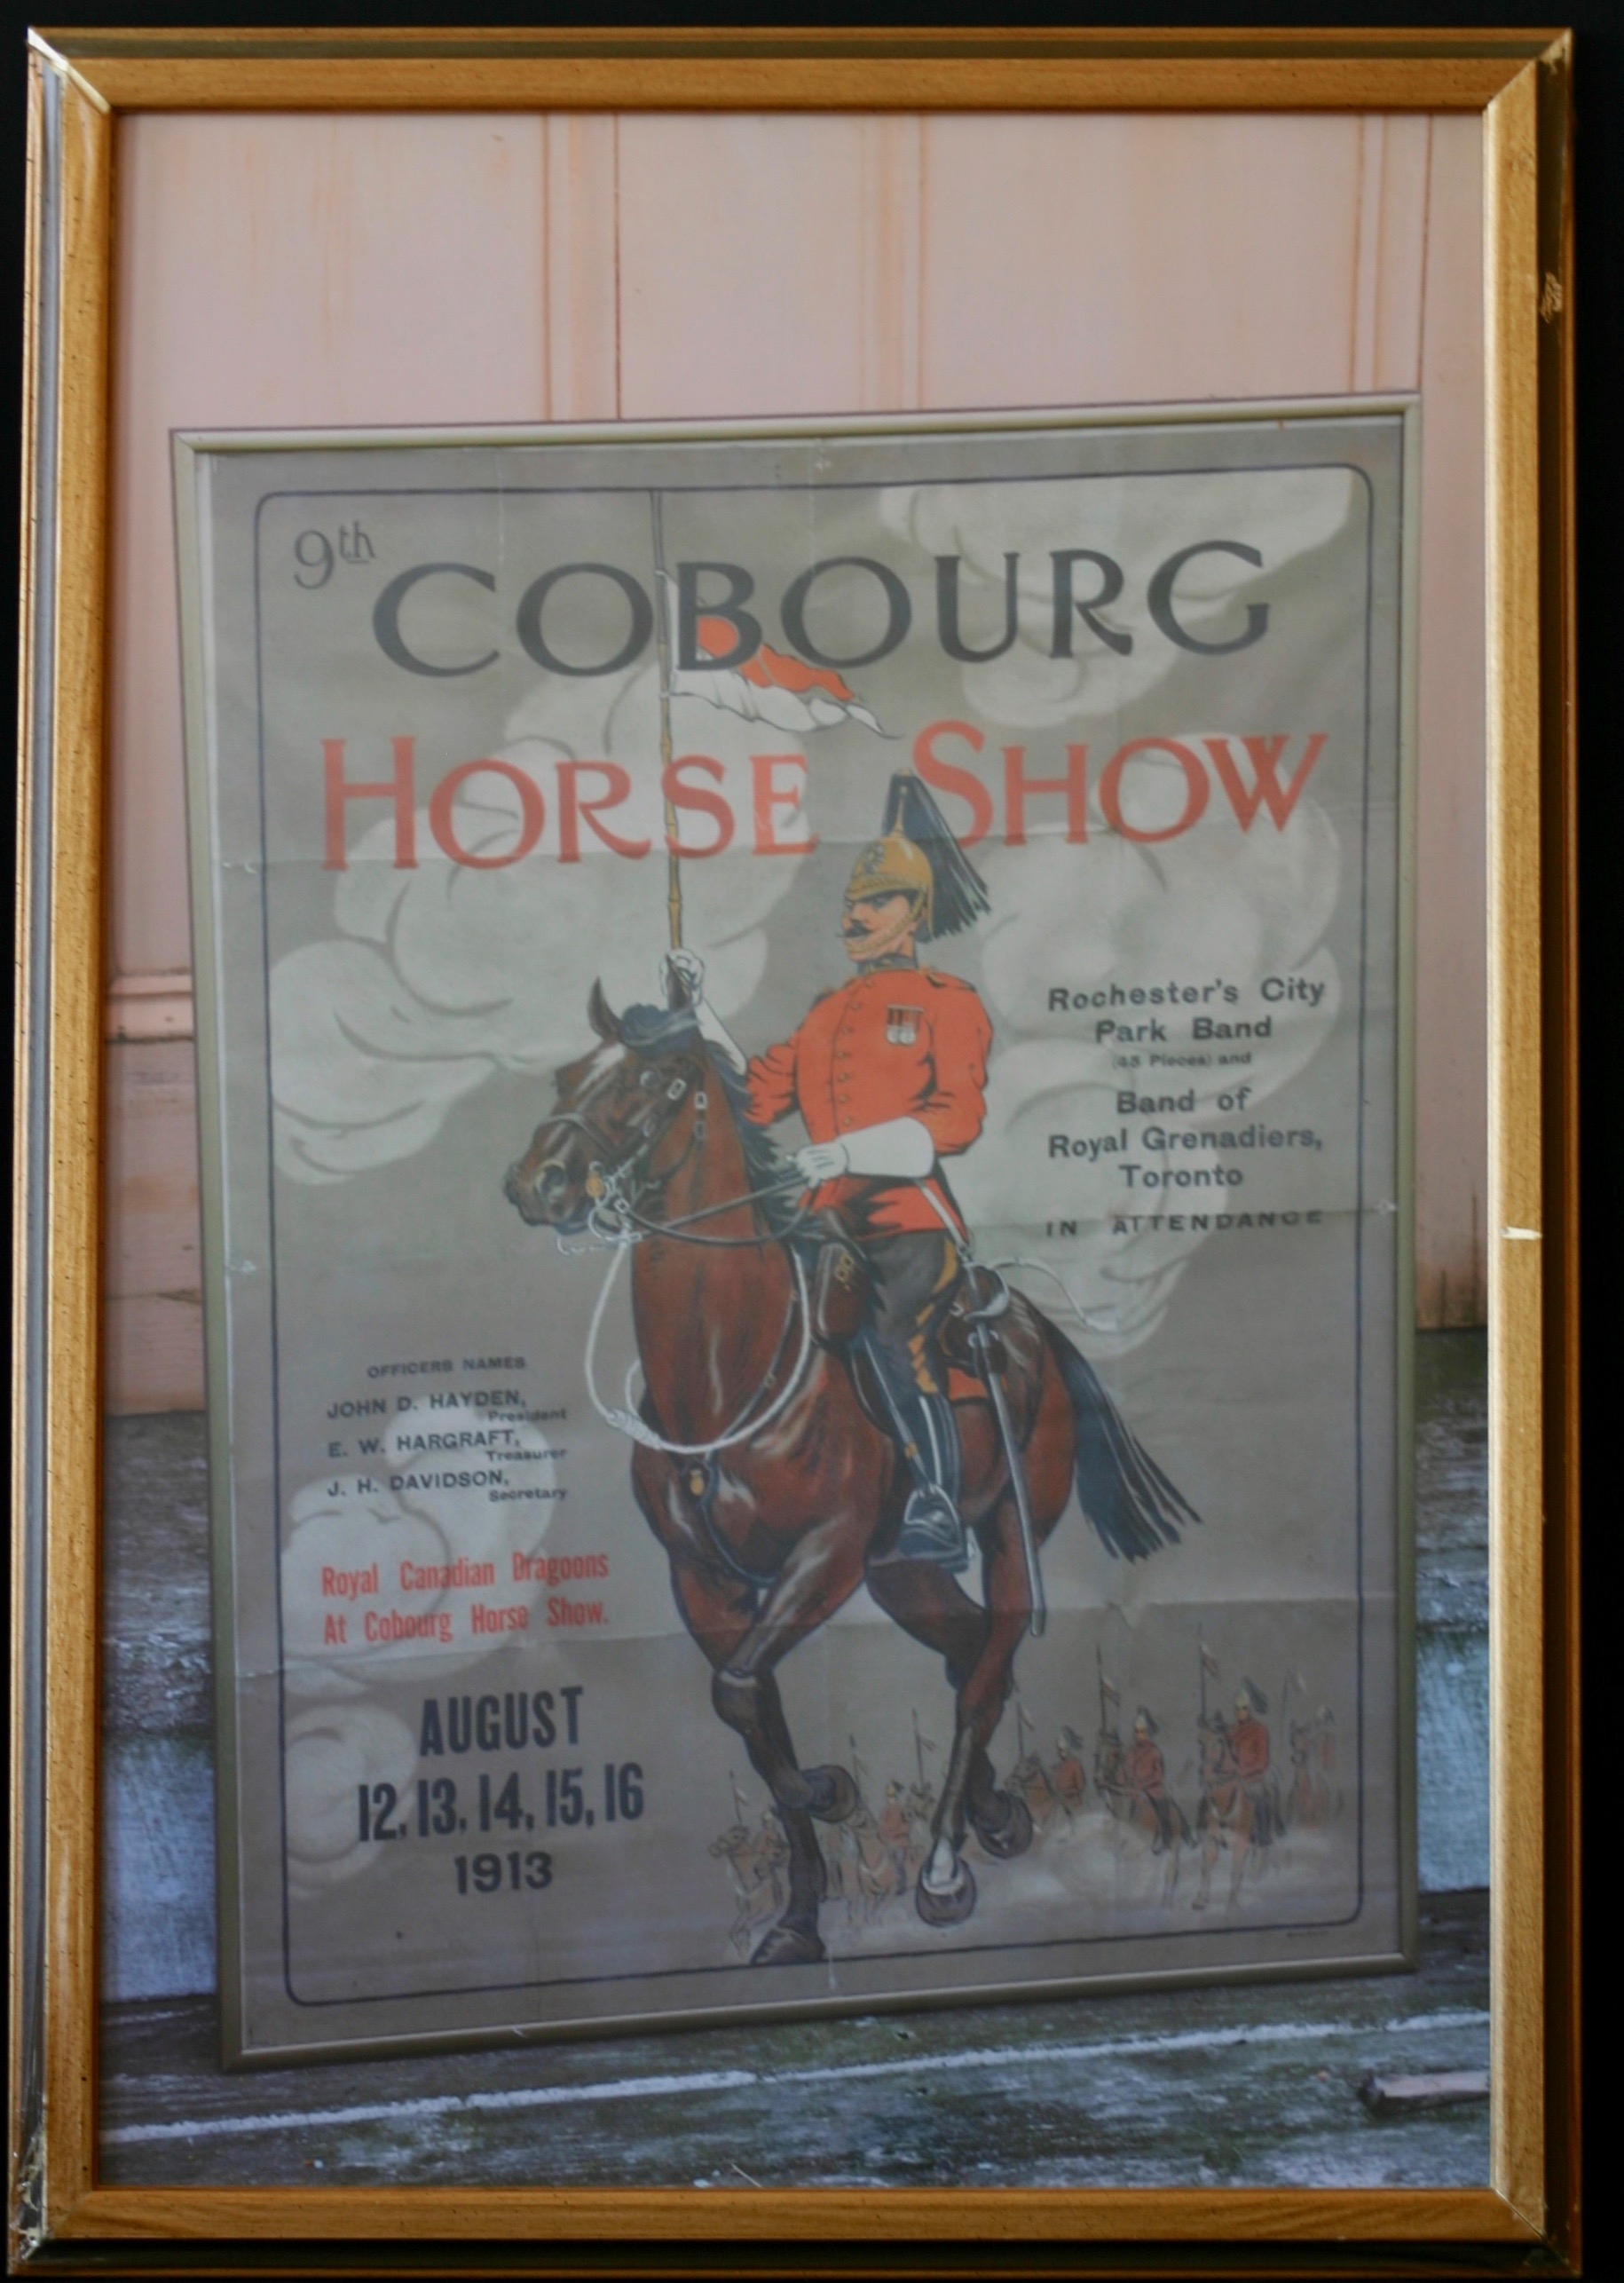 9th
COBOURG
HORSE SHOW
Rochester's City
Park Band
(45 Pieces) and
Band of
Royal Grenadiers,
Toronto
IN ATTENDANCE
OFFICERS NAMES
JOHN D. HAYDEN,
President
E. W. HARGRAFT,
Treasurer
J. H. DAVIDSON,
Secretary
Royal Canadian Dragoons
At Cobourg Horse Show.
AUGUST
12, 13, 14, 15, 16
1913